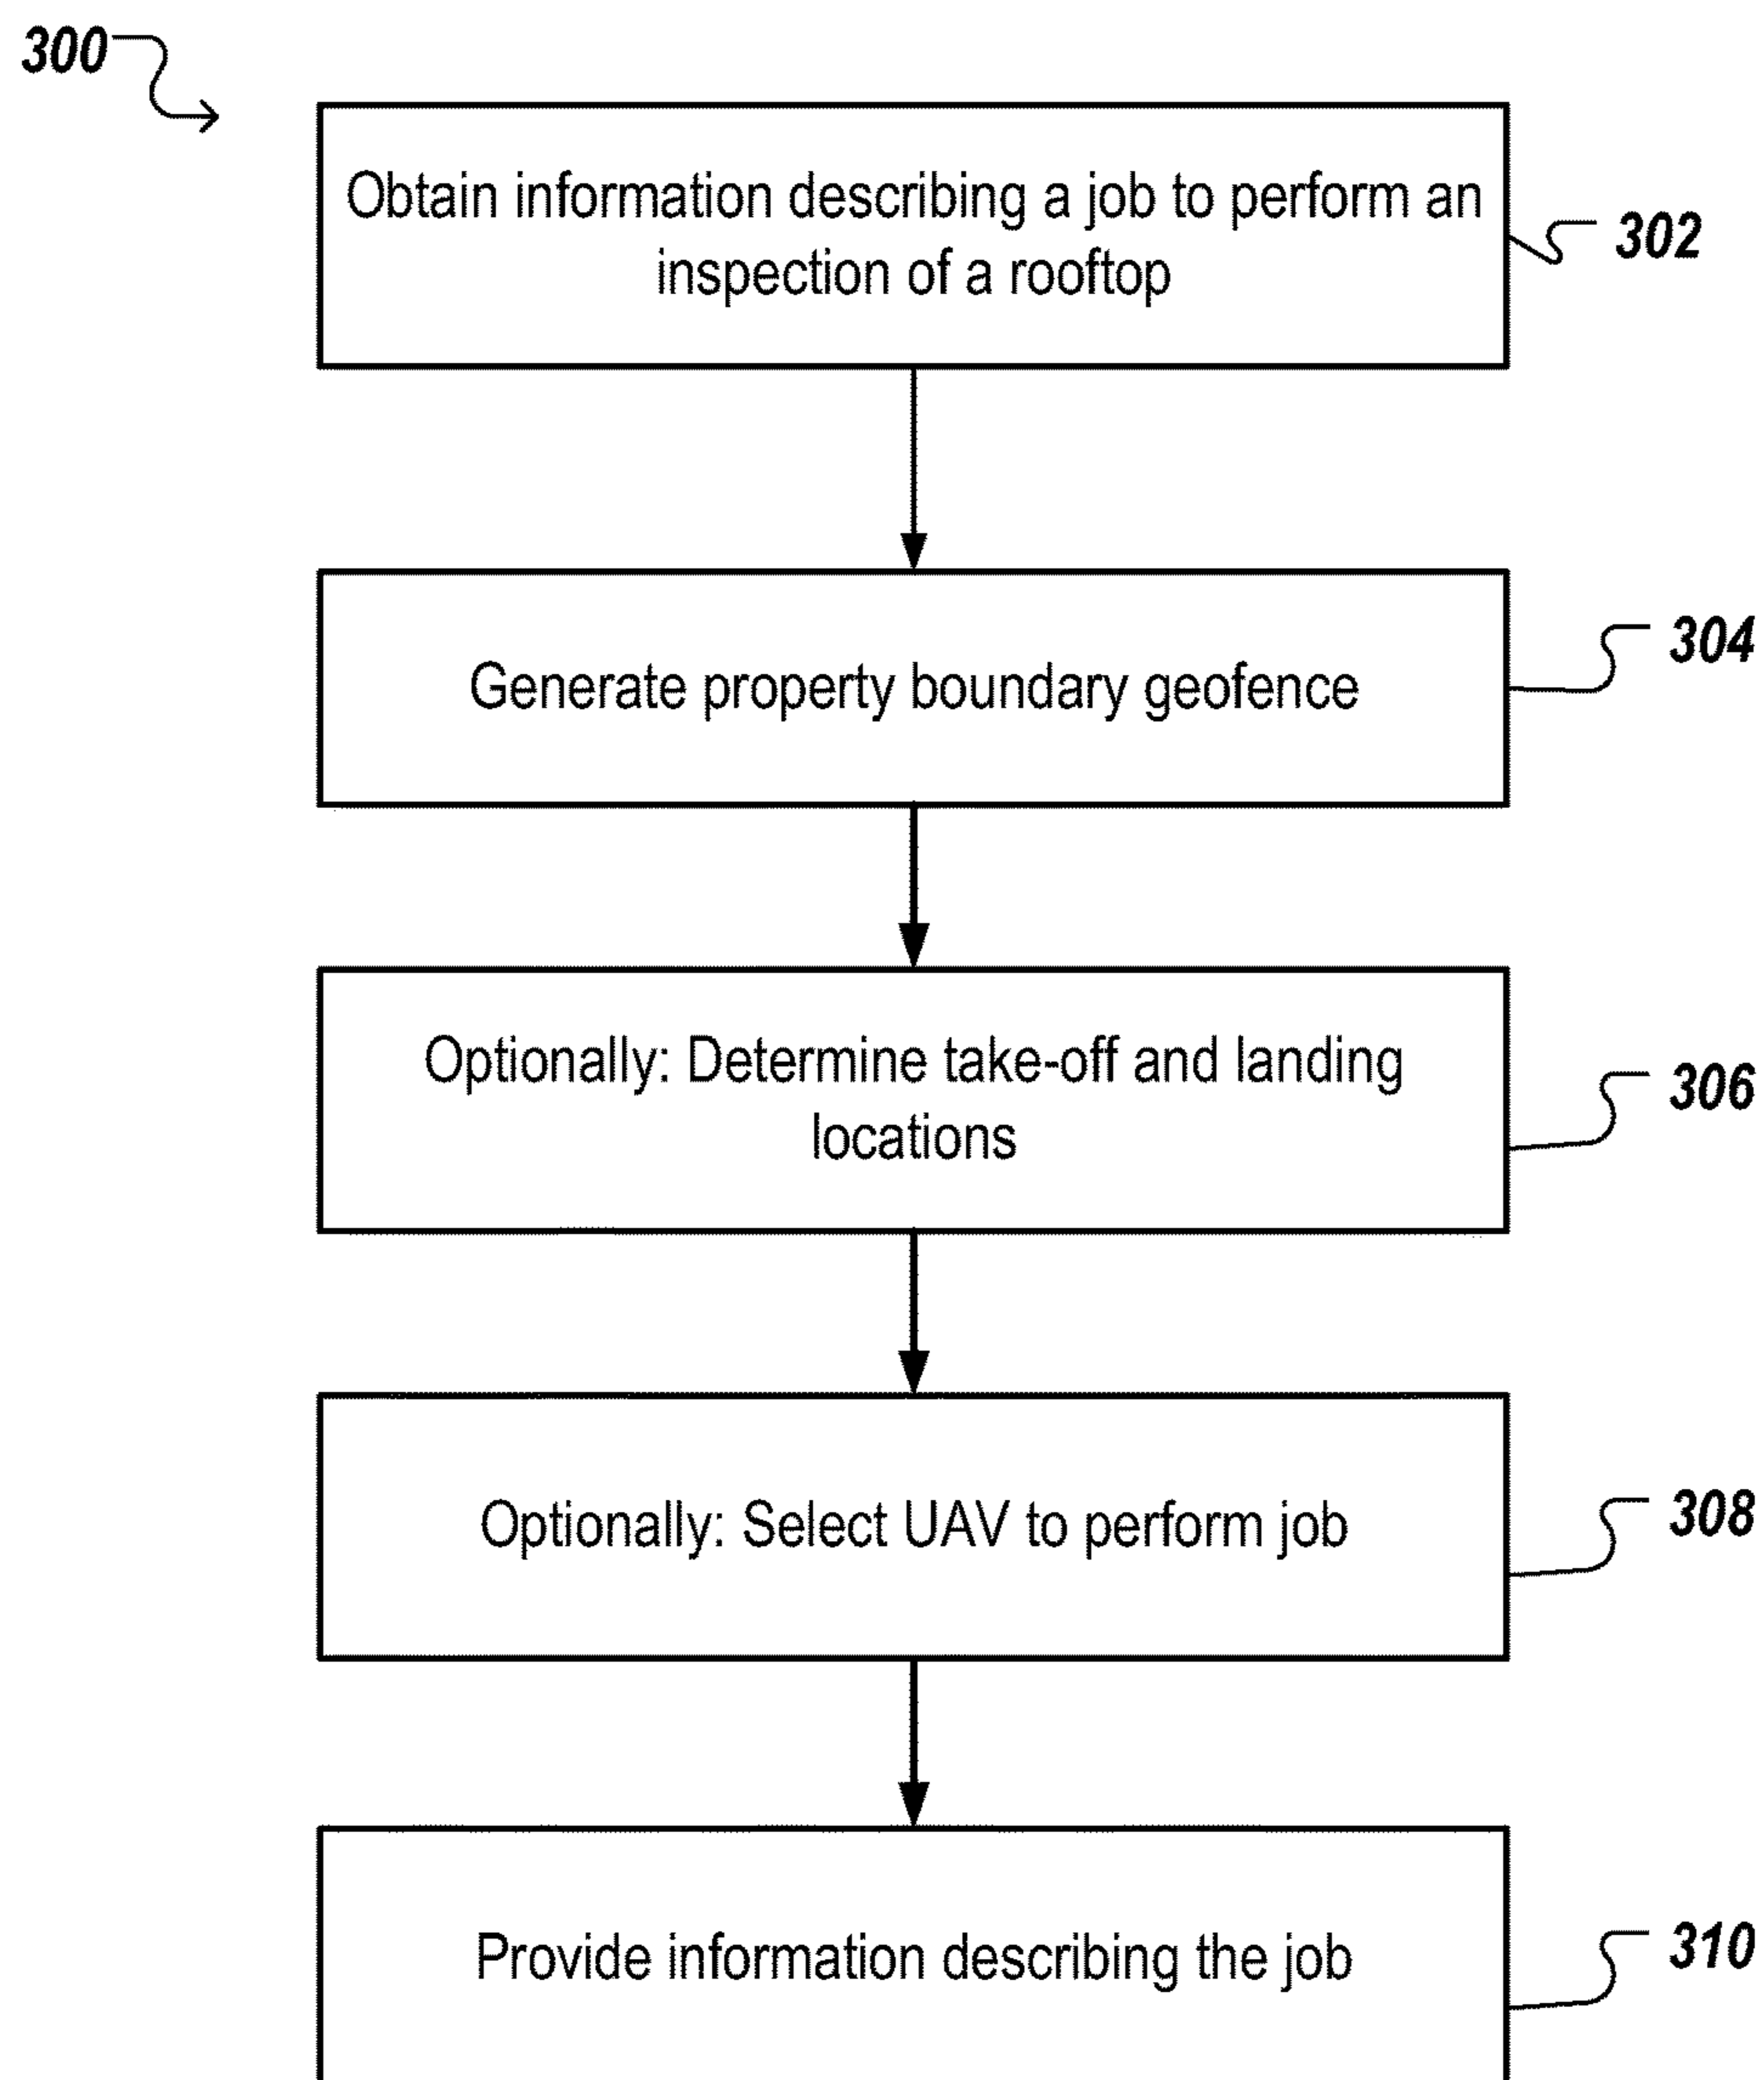 300
Obtain information describing a job to perform an
inspection of a rooftop
302
Generate property boundary geofence
304
Optionally: Determine take-off and landing
locations
306
Optionally: Select UAV to perform job
308
Provide information describing the job
310